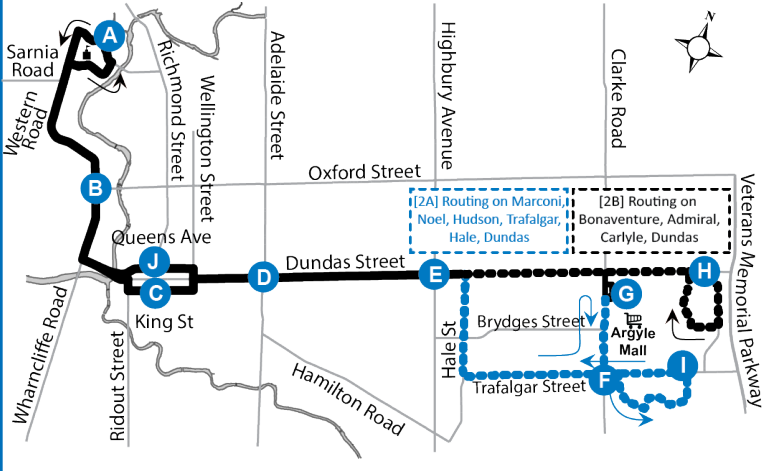 N
A
Sarnia
Road
Western
Road
Richmond Street
Wellington Street
Adelaide Street
Highbury Avenue
Clarke Road
Oxford Street
B
[2A] Routing on Marconi,
Noel, Hudson, Trafalgar,
Hale, Dundas
[2B] Routing on
Bonaventure, Admiral,
Carlyle, Dundas
Veterans Memorial Parkway
Queens Ave
J
C
D
Dundas Street
E
H
G
King St
Brydges Street
Argyle
Mall
Hale St
Wharncliffe Road
Ridout Street
Hamilton Road
Trafalgar Street
F
I